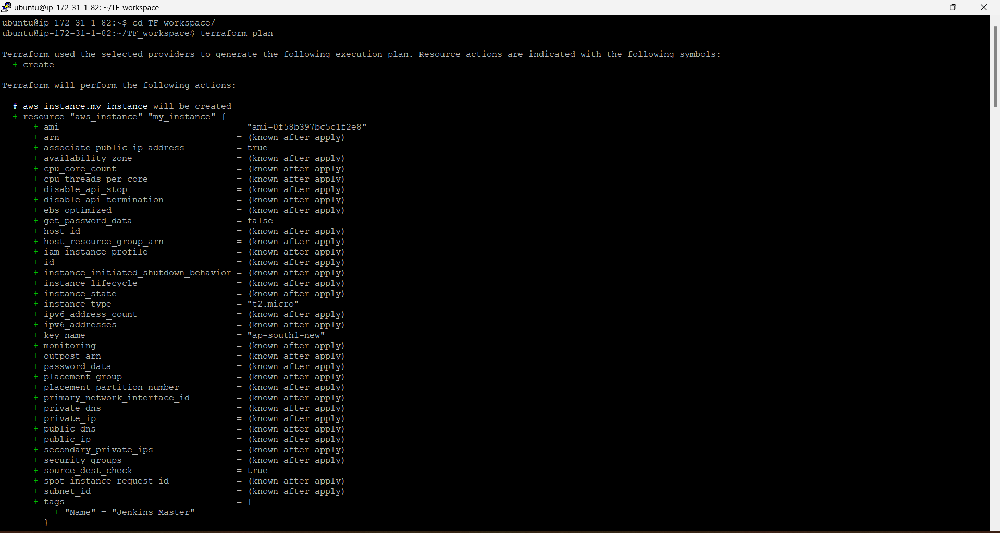 ubuntu@ip-172-31-1-82: ~/TF_workspace
ubuntu@ip-172-31-1-82:~$ cd TF_workspace/
ubuntu@ip-172-31-1-82:~/TF_workspace$ terraform plan
Terraform used the selected providers to generate the following execution plan. Resource actions are indicated with the following symbols:
+ create
Terraform will perform the following actions:
# aws_instance.my_instance will be created
+ resource "aws_instance" "my_instance" {
+ ami = "ami-0f58b397bc5c1f2e8"
+ arn = (known after apply)
+ associate_public_ip_address = true
+ availability_zone = (known after apply)
+ cpu_core_count = (known after apply)
+ cpu_threads_per_core = (known after apply)
+ disable_api_stop = (known after apply)
+ disable_api_termination = (known after apply)
+ ebs_optimized = (known after apply)
+ get_password_data = false
+ host_id = (known after apply)
+ host_resource_group_arn = (known after apply)
+ iam_instance_profile = (known after apply)
+ id = (known after apply)
+ instance_initiated_shutdown_behavior = (known after apply)
+ instance_lifecycle = (known after apply)
+ instance_state = (known after apply)
+ instance_type = "t2.micro"
+ ipv6_address_count = (known after apply)
+ ipv6_addresses = (known after apply)
+ key_name = "ap-south1-new"
+ monitoring = (known after apply)
+ outpost_arn = (known after apply)
+ password_data = (known after apply)
+ placement_group = (known after apply)
+ placement_partition_number = (known after apply)
+ primary_network_interface_id = (known after apply)
+ private_dns = (known after apply)
+ private_ip = (known after apply)
+ public_dns = (known after apply)
+ public_ip = (known after apply)
+ secondary_private_ips = (known after apply)
+ security_groups = (known after apply)
+ source_dest_check = true
+ spot_instance_request_id = (known after apply)
+ subnet_id = (known after apply)
+ tags = {
+ "Name" = "Jenkins_Master"
}